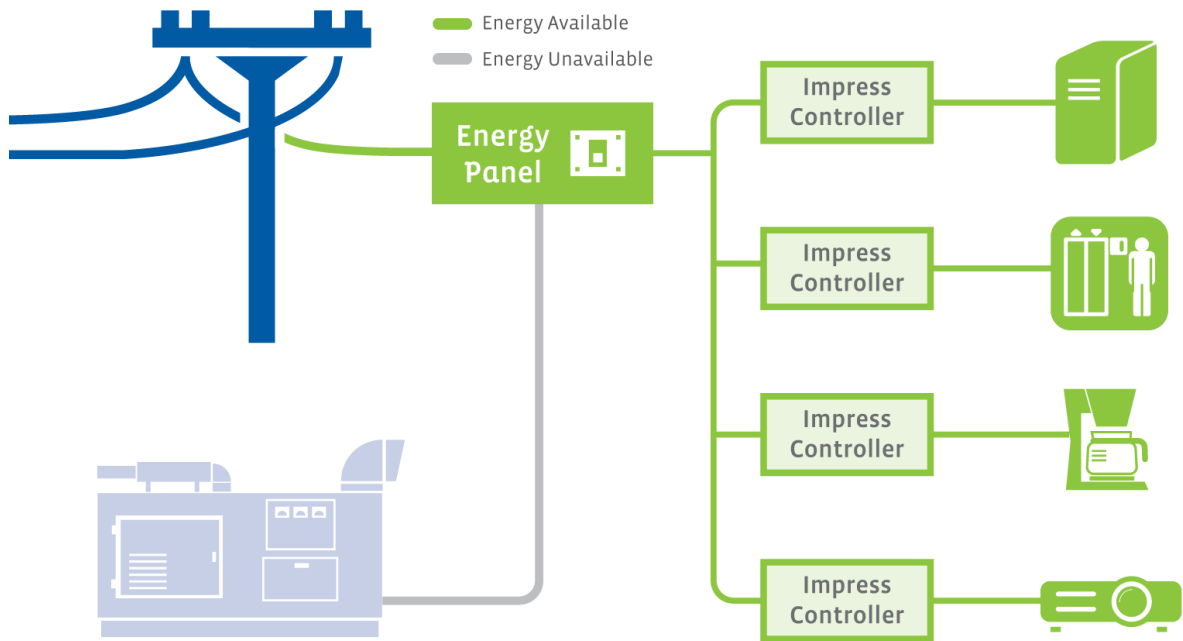 Energy Available
Energy Unavailable
Energy
Panel
Impress
Controller
Impress
Controller
Impress
Controller
Impress
Controller